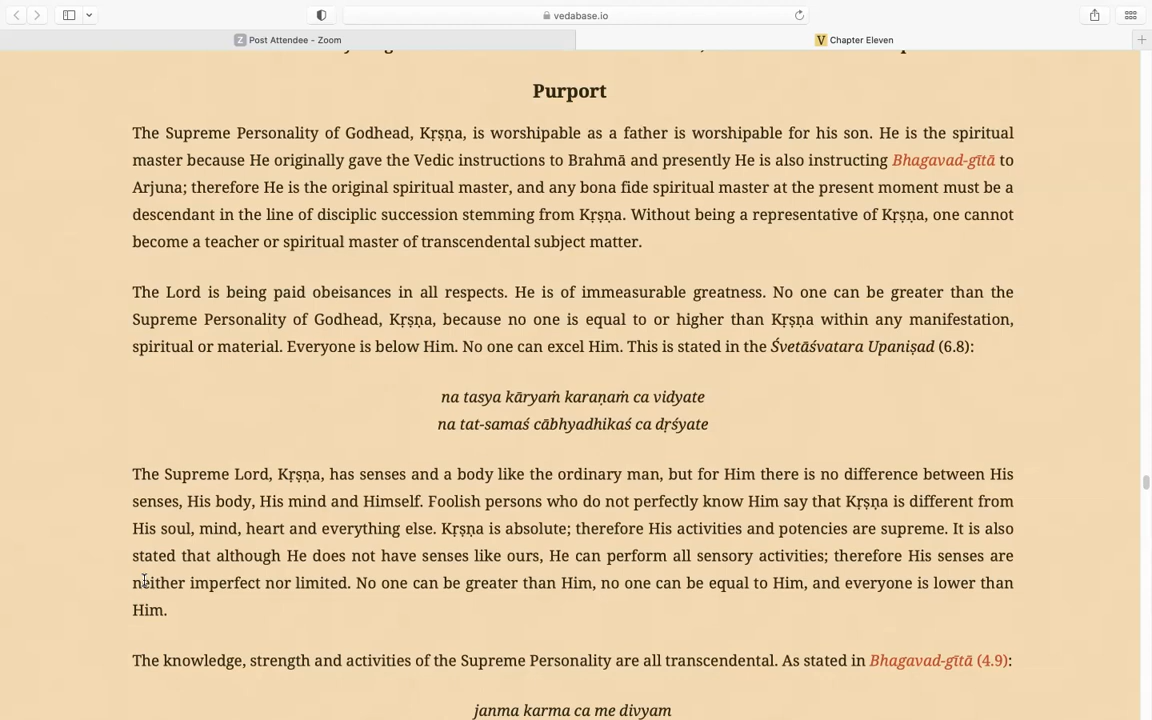 vedabase.io
Post Attendee - Zoom
Chapter Eleven
Purport
The Supreme Personality of Godhead, Kṛṣṇa, is worshipable as a father is worshipable for his son. He is the spiritual
master because He originally gave the Vedic instructions to Brahmā and presently He is also instructing Bhagavad-gītā to
Arjuna; therefore He is the original spiritual master, and any bona fide spiritual master at the present moment must be a
descendant in the line of disciplic succession stemming from Kṛṣṇa. Without being a representative of Kṛṣṇa, one cannot
become a teacher or spiritual master of transcendental subject matter.
The Lord is being paid obeisances in all respects. He is of immeasurable greatness. No one can be greater than the
Supreme Personality of Godhead, Kṛṣṇa, because no one is equal to or higher than Kṛṣṇa within any manifestation,
spiritual or material. Everyone is below Him. No one can excel Him. This is stated in the Śvetāśvatara Upaniṣad (6.8):
na tasya kāryaṁ karaṇaṁ ca vidyate
na tat-samaś cābhyadhikaś ca dṛśyate
The Supreme Lord, Kṛṣṇa, has senses and a body like the ordinary man, but for Him there is no difference between His
senses, His body, His mind and Himself. Foolish persons who do not perfectly know Him say that Kṛṣṇa is different from
His soul, mind, heart and everything else. Kṛṣṇa is absolute; therefore His activities and potencies are supreme. It is also
stated that although He does not have senses like ours, He can perform all sensory activities; therefore His senses are
neither imperfect nor limited. No one can be greater than Him, no one can be equal to Him, and everyone is lower than
Him.
The knowledge, strength and activities of the Supreme Personality are all transcendental. As stated in Bhagavad-gītā (4.9):
janma karma ca me divyam